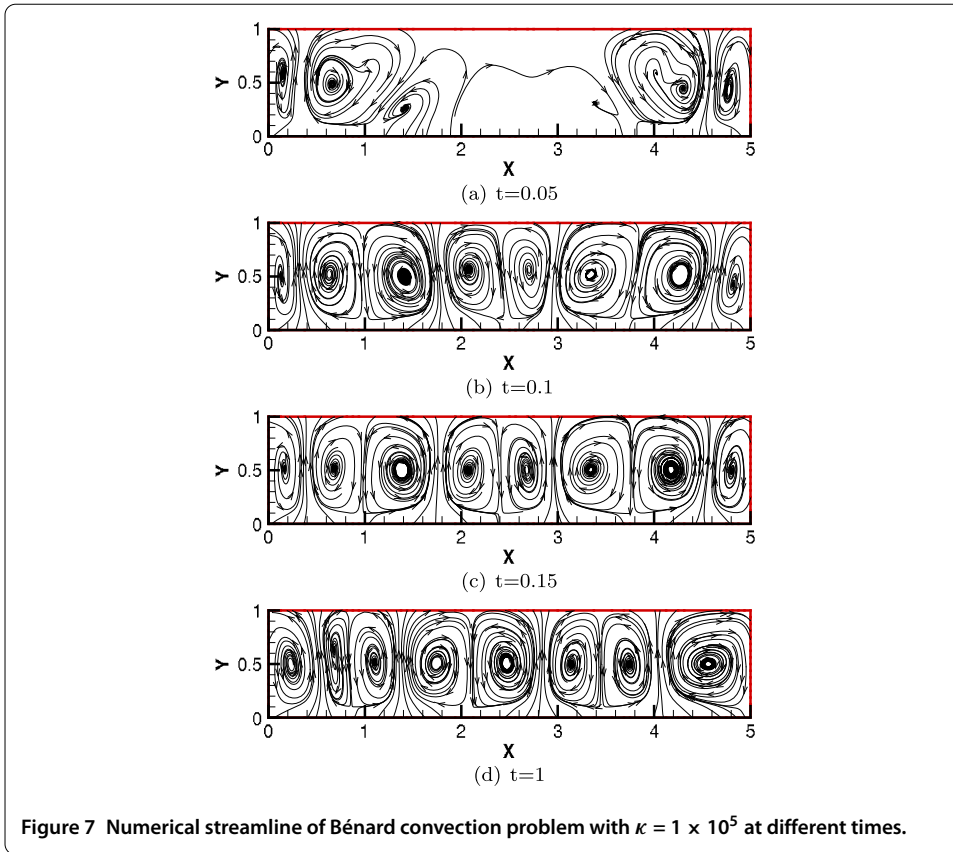 1
0.5
0
Y
0 1 2 3 4 5
X
(a) t=0.05
1
0.5
0
Y
0 1 2 3 4 5
X
(b) t=0.1
1
0.5
0
Y
0 1 2 3 4 5
X
(c) t=0.15
1
0.5
0
Y
0 1 2 3 4 5
X
(d) t=1
Figure 7 Numerical streamline of Bénard convection problem with κ = 1 × 10⁵ at different times.